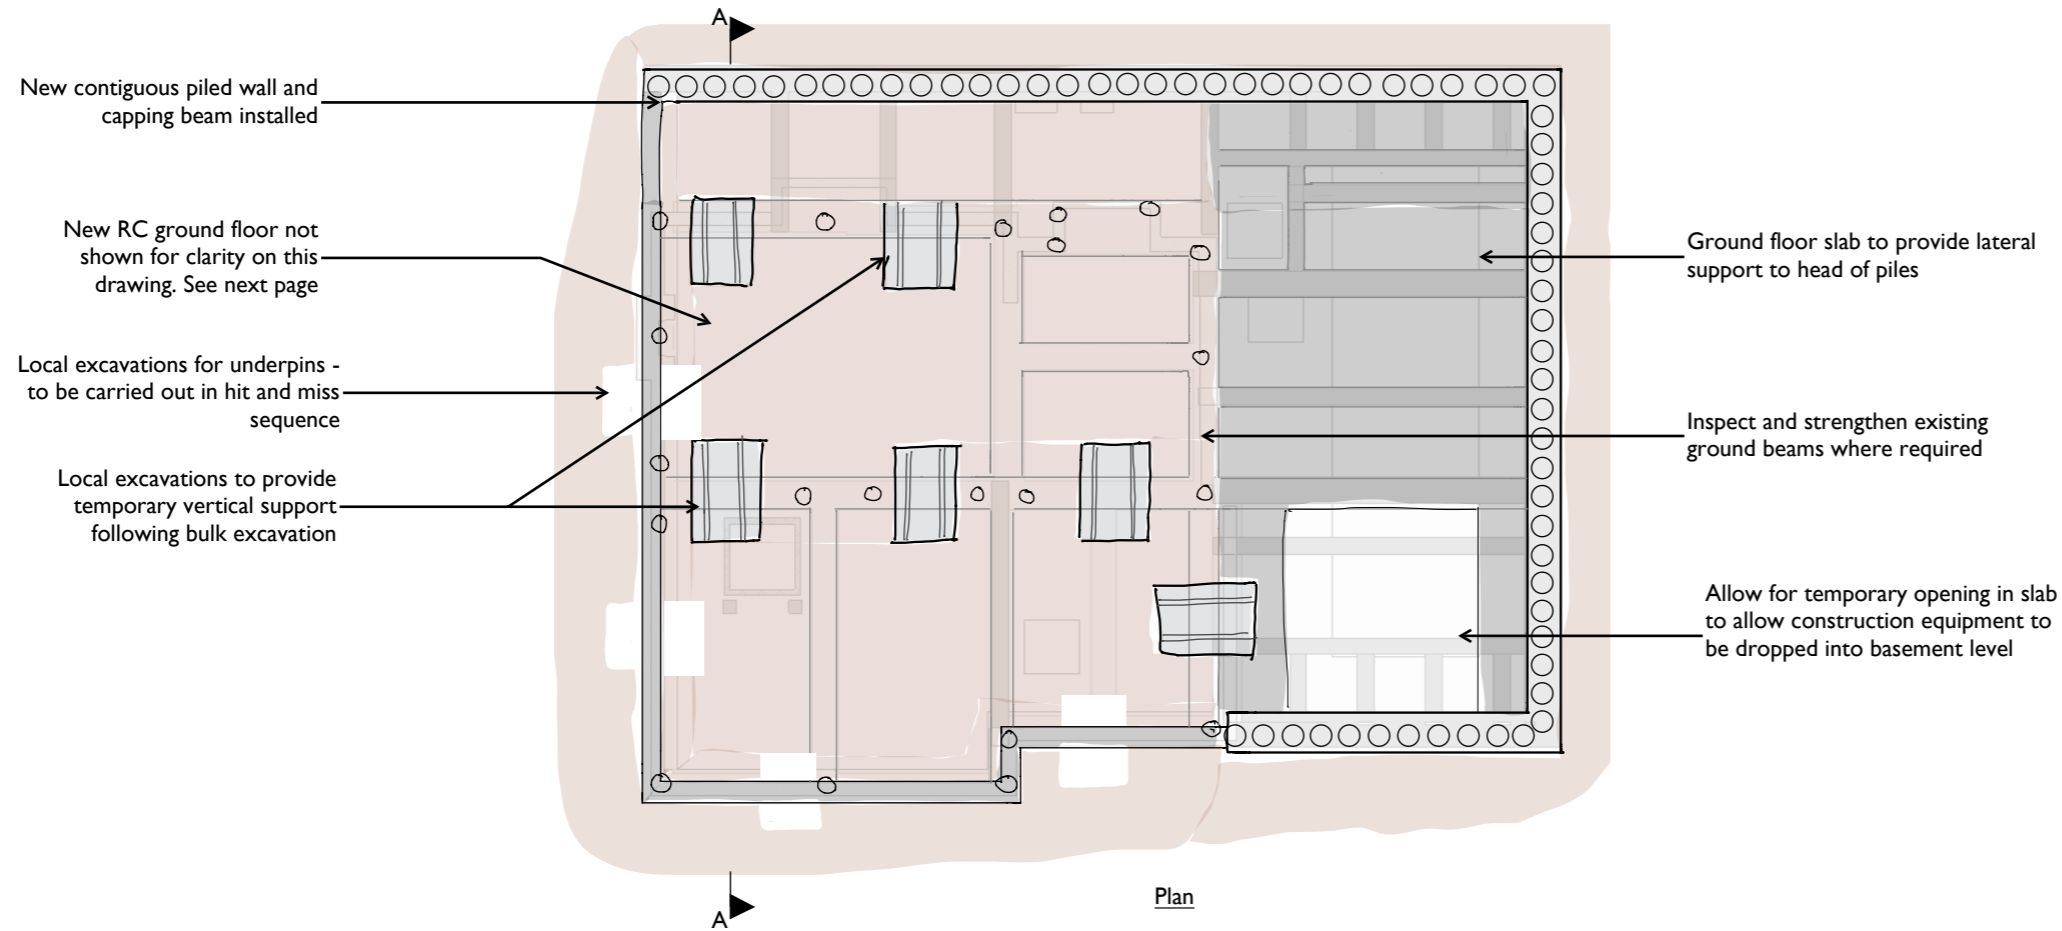 A
New contiguous piled wall and
capping beam installed
New RC ground floor not
shown for clarity on this
drawing. See next page
Local excavations for underpins -
to be carried out in hit and miss
sequence
Local excavations to provide
temporary vertical support
following bulk excavation
Ground floor slab to provide lateral
support to head of piles
Inspect and strengthen existing
ground beams where required
Allow for temporary opening in slab
to allow construction equipment to
be dropped into basement level
Plan
A